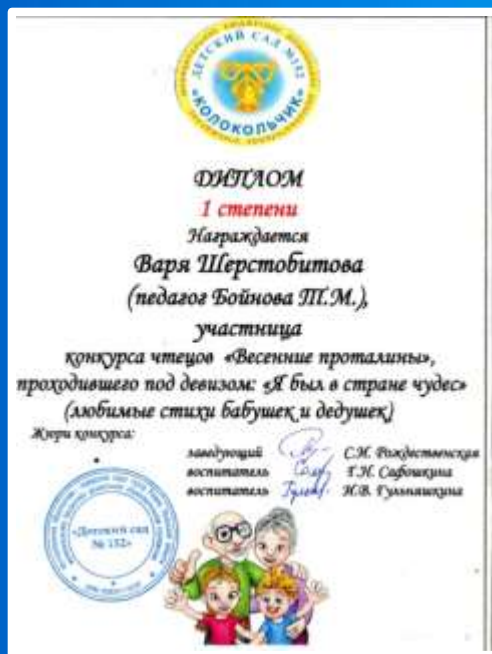 ДЕТСКИЙ САД №152
«КОЛОКОЛЬЧИК»
ДИПЛОМ
1 степени
Награждается
Варя Шерстобитова
(педагог Бойнова Т.М.),
участница
конкурса чтецов «Весенние проталины»,
проходившего под девизом: «Я был в стране чудес»
(любимые стихи бабушек и дедушек)
Жюри конкурса:
заведующий С.И. Рождественская
воспитатель Т.Н. Сафошкина
воспитатель Н.В. Гульняшкина
«Детский сад
№ 152»